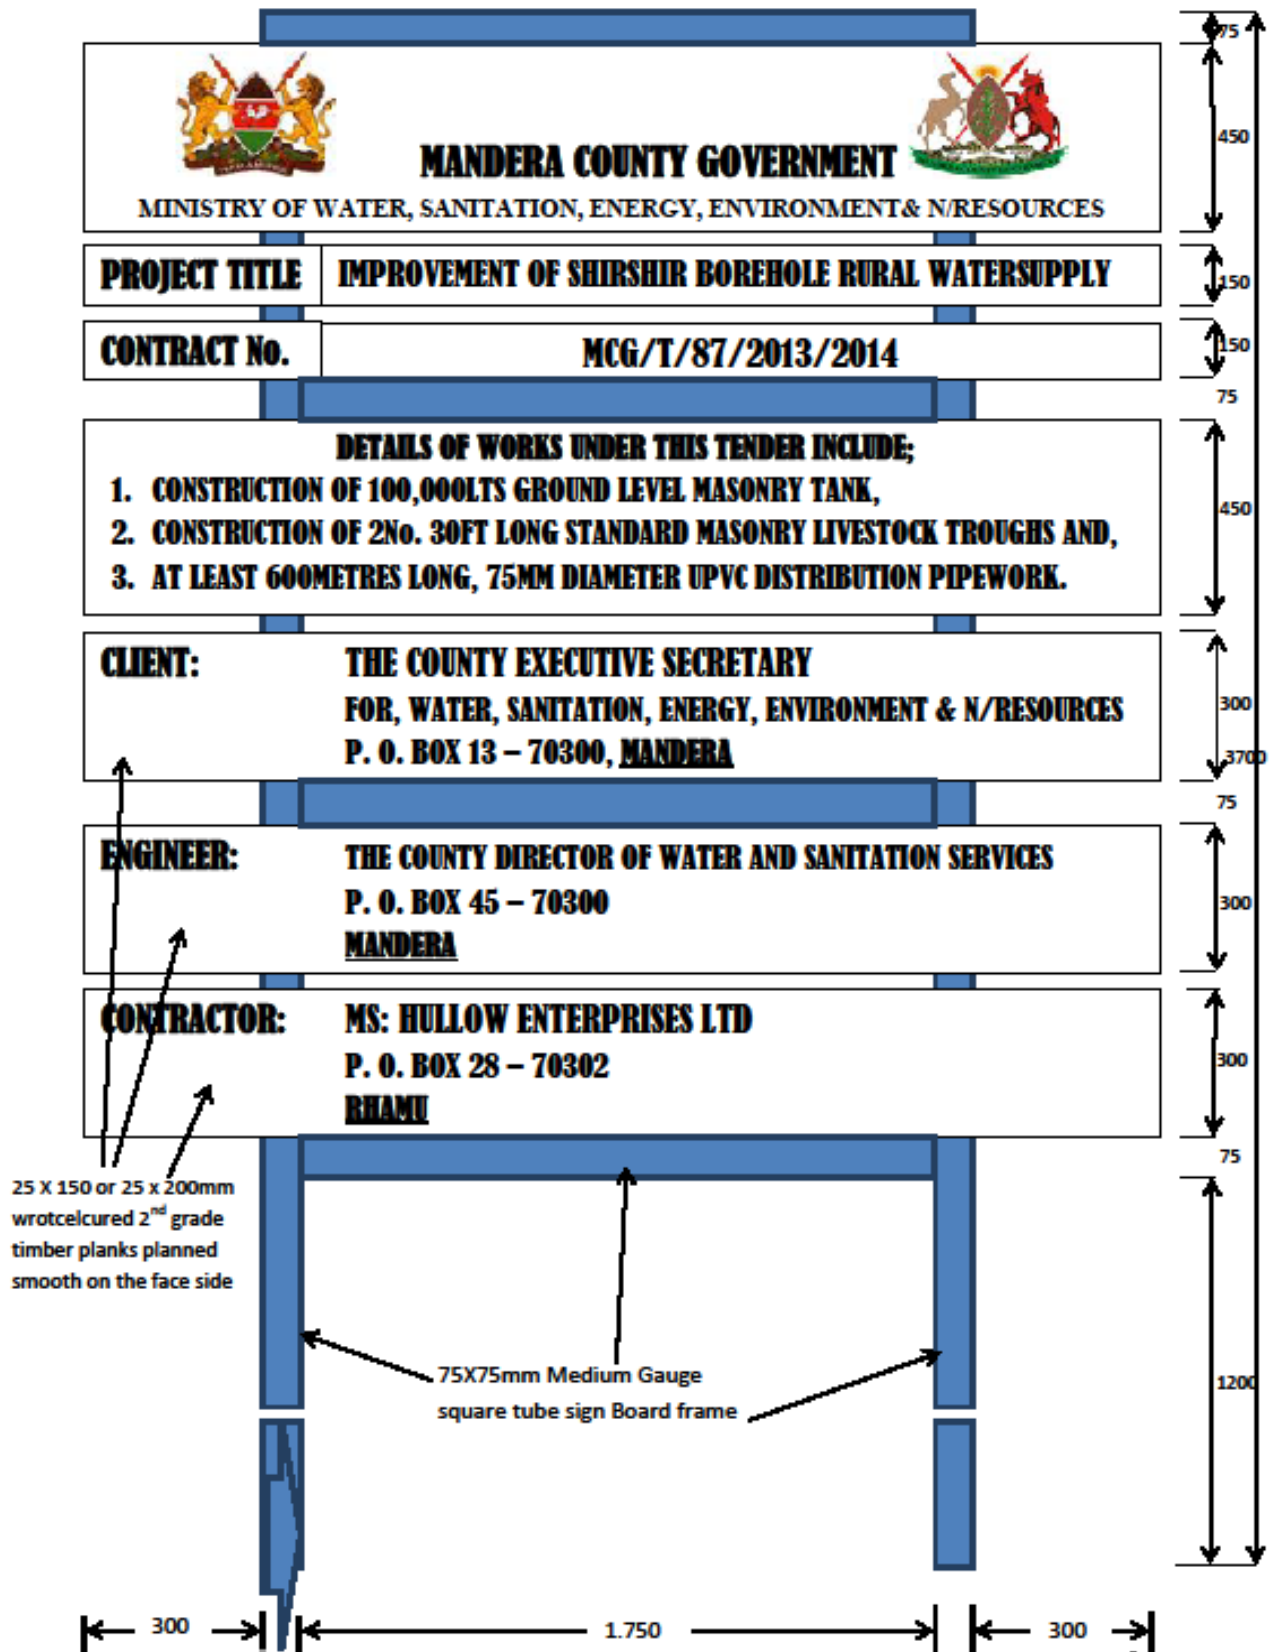 75
450
MANDERA COUNTY GOVERNMENT
MINISTRY OF WATER, SANITATION, ENERGY, ENVIRONMENT& N/RESOURCES
PROJECT TITLE IMPROVEMENT OF SHIRSHIR BOREHOLE RURAL WATERSUPPLY
150
CONTRACT No. MCG/T/87/2013/2014
150
75
DETAILS OF WORKS UNDER THIS TENDER INCLUDE;
1. CONSTRUCTION OF 100,000LTS GROUND LEVEL MASONRY TANK,
2. CONSTRUCTION OF 2No. 30FT LONG STANDARD MASONRY LIVESTOCK TROUGHS AND,
3. AT LEAST 600METRES LONG, 75MM DIAMETER UPVC DISTRIBUTION PIPEWORK.
450
CLIENT: THE COUNTY EXECUTIVE SECRETARY
FOR, WATER, SANITATION, ENERGY, ENVIRONMENT & N/RESOURCES
P. O. BOX 13 – 70300, MANDERA
300
3700
75
ENGINEER: THE COUNTY DIRECTOR OF WATER AND SANITATION SERVICES
P. O. BOX 45 – 70300
MANDERA
300
CONTRACTOR: MS: HULLOW ENTERPRISES LTD
P. O. BOX 28 – 70302
RHAMU
300
75
25 X 150 or 25 x 200mm
wrotcelcured 2nd grade
timber planks planned
smooth on the face side
75X75mm Medium Gauge
square tube sign Board frame
1200
300 1.750 300